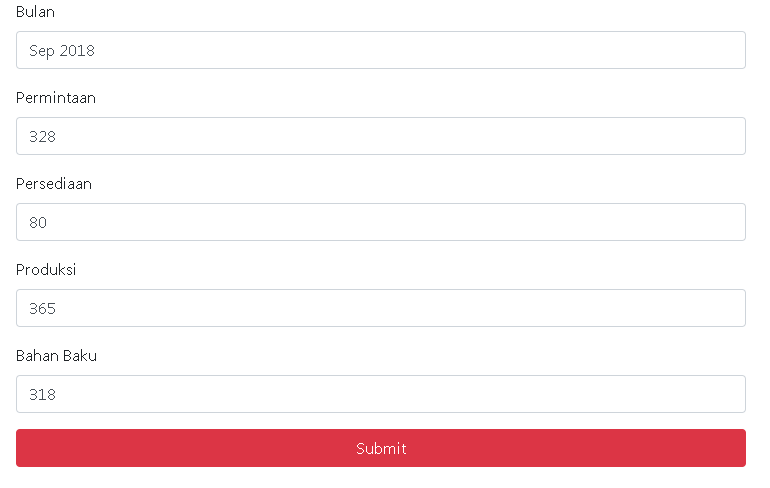 Bulan
Sep 2018
Permintaan
328
Persediaan
80
Produksi
365
Bahan Baku
318
Submit